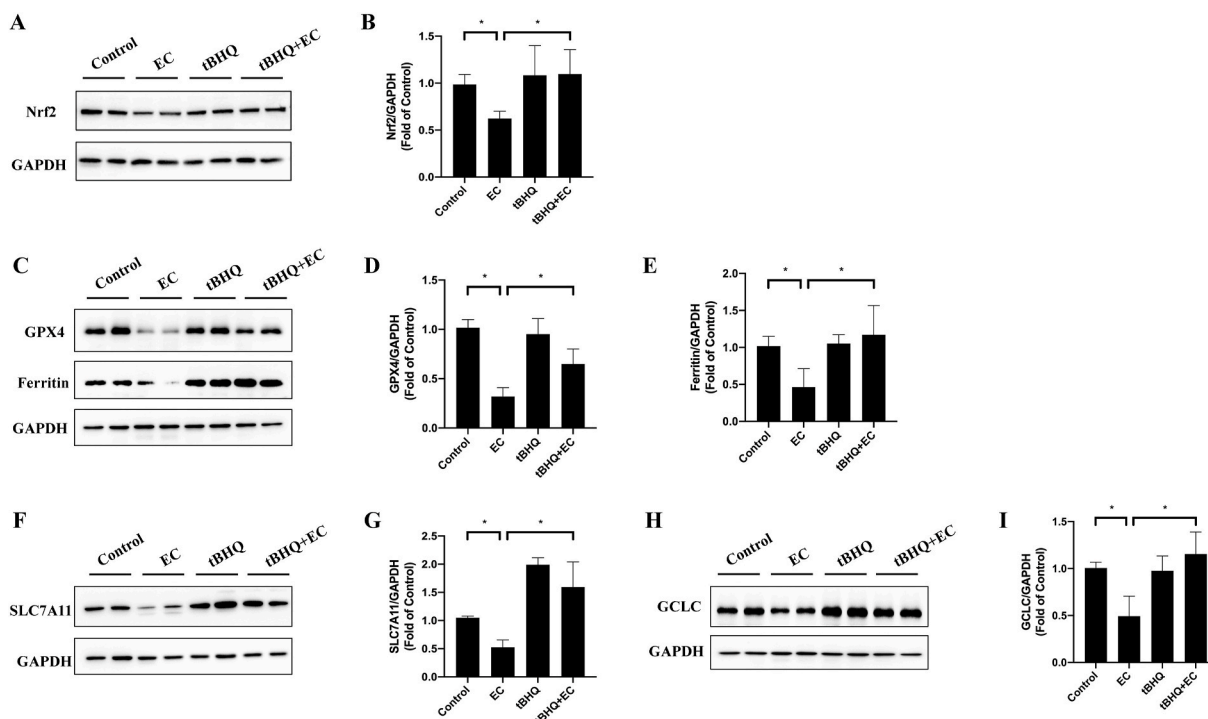 A
Control
EC
tBHQ
tBHQ+EC
Nrf2
GAPDH
B
*
*
Nrf2/GAPDH
(Fold of Control)
1.5
1.0
0.5
0.0
Control
EC
tBHQ
tBHQ+EC
C
Control
EC
tBHQ
tBHQ+EC
GPX4
Ferritin
GAPDH
D
*
*
GPX4/GAPDH
(Fold of Control)
1.5
1.0
0.5
0.0
Control
EC
tBHQ
tBHQ+EC
E
*
*
Ferritin/GAPDH
(Fold of Control)
2.0
1.5
1.0
0.5
0.0
Control
EC
tBHQ
tBHQ+EC
F
Control
EC
tBHQ
tBHQ+EC
SLC7A11
GAPDH
G
*
*
SLC7A11/GAPDH
(Fold of Control)
2.5
2.0
1.5
1.0
0.5
0.0
Control
EC
tBHQ
tBHQ+EC
H
Control
EC
tBHQ
tBHQ+EC
GCLC
GAPDH
I
*
*
GCLC/GAPDH
(Fold of Control)
1.5
1.0
0.5
0.0
Control
EC
tBHQ
tBHQ+EC